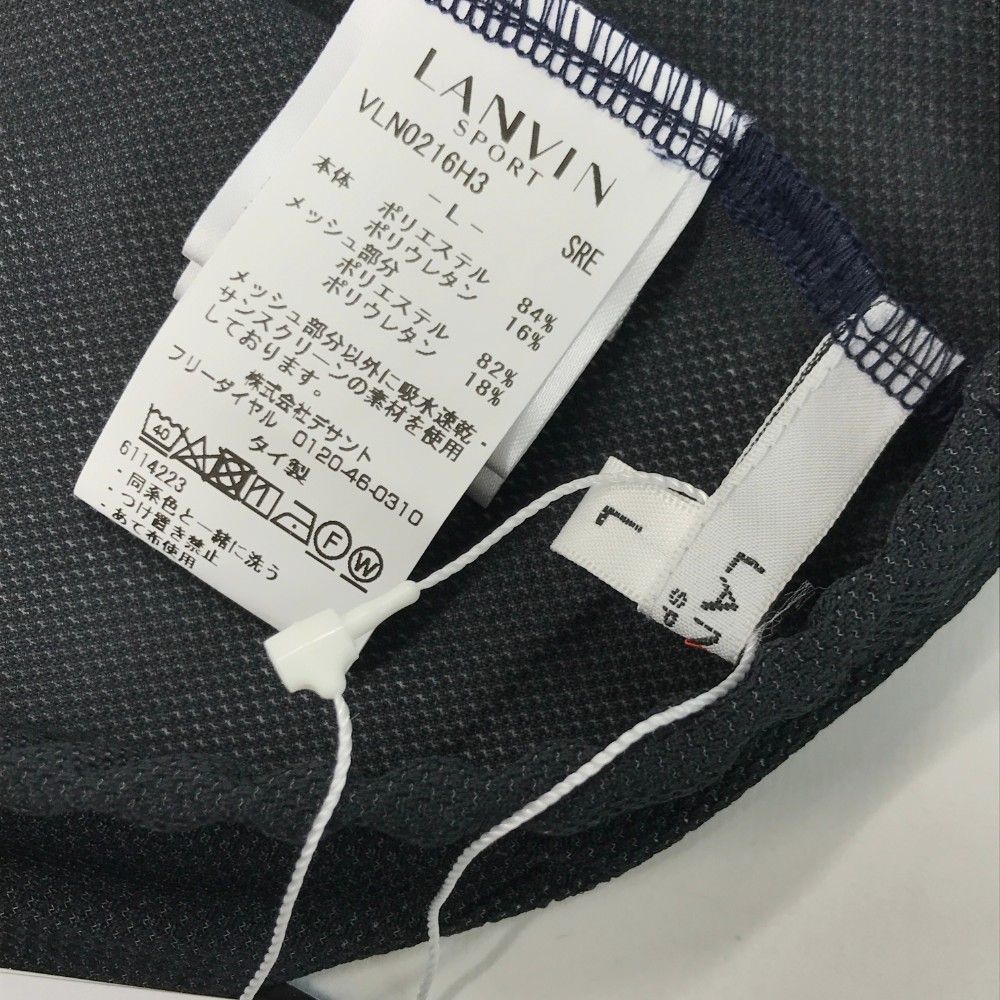 LANVIN
SPORT
VLN0216H3
- L - SRE
本体 ポリエステル 84%
ポリウレタン 16%
メッシュ部分
ポリエステル 82%
ポリウレタン 18%
メッシュ部分以外に吸水速乾・
サンスクリーンの素材を使用
しております。
株式会社デサント
フリーダイヤル 0120-46-0310
タイ製
40
F W
6114223
・同系色と一緒に洗う
・つけ置き禁止
・あて布使用
L
LA